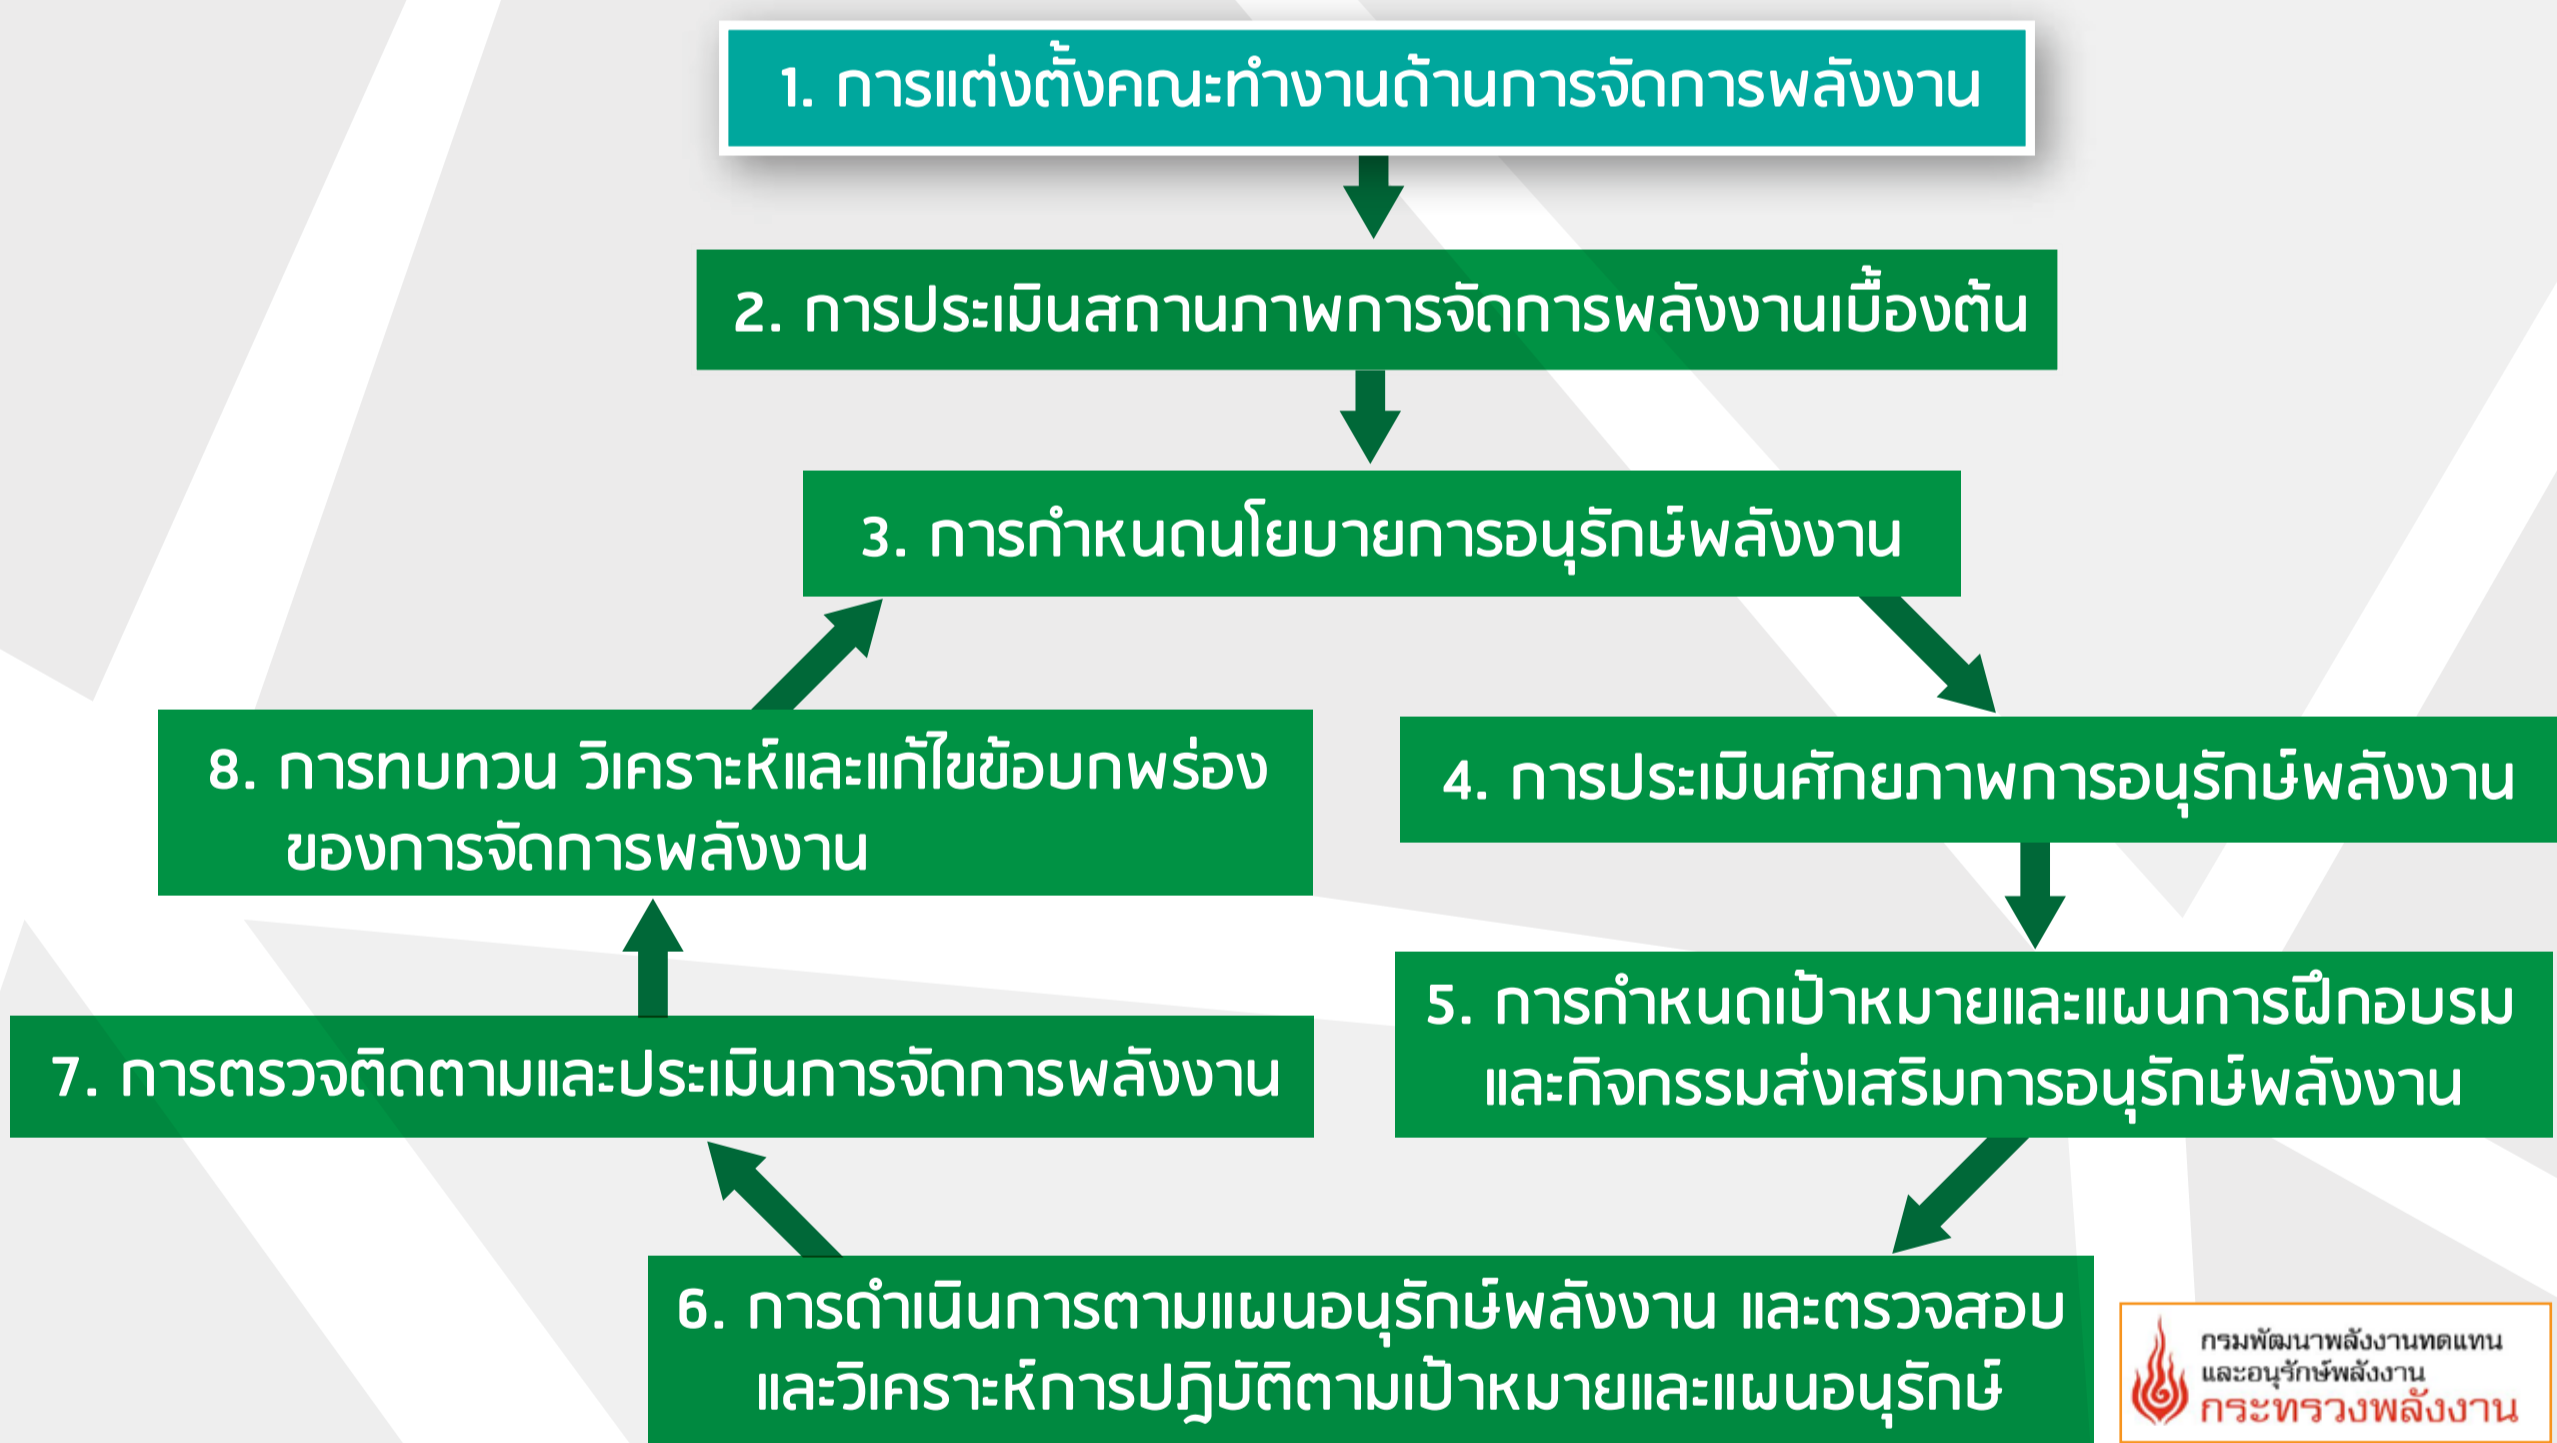 1. การแต่งตั้งคณะทำงานด้านการจัดการพลังงาน
2. การประเมินสถานภาพการจัดการพลังงานเบื้องต้น
3. การกำหนดนโยบายการอนุรักษ์พลังงาน
4. การประเมินศักยภาพการอนุรักษ์พลังงาน
5. การกำหนดเป้าหมายและแผนการฝึกอบรม
และกิจกรรมส่งเสริมการอนุรักษ์พลังงาน
6. การดำเนินการตามแผนอนุรักษ์พลังงาน และตรวจสอบ
และวิเคราะห์การปฎิบัติตามเป้าหมายและแผนอนุรักษ์
7. การตรวจติดตามและประเมินการจัดการพลังงาน
8. การทบทวน วิเคราะห์และแก้ไขข้อบกพร่อง
ของการจัดการพลังงาน
กรมพัฒนาพลังงานทดแทน
และอนุรักษ์พลังงาน
กระทรวงพลังงาน